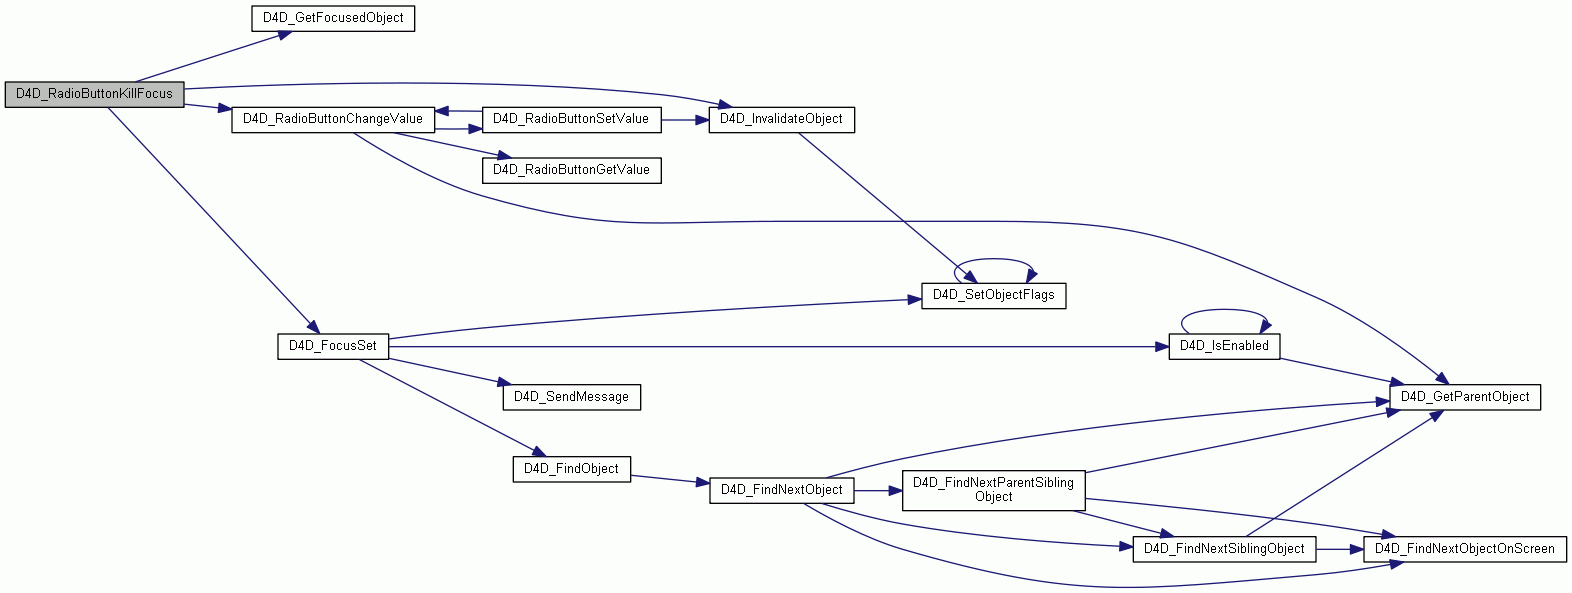 D4D_GetFocusedObject
D4D_RadioButtonKillFocus
D4D_RadioButtonChangeValue
D4D_RadioButtonSetValue
D4D_InvalidateObject
D4D_RadioButtonGetValue
D4D_SetObjectFlags
D4D_FocusSet
D4D_IsEnabled
D4D_SendMessage
D4D_GetParentObject
D4D_FindObject
D4D_FindNextObject
D4D_FindNextParentSibling
Object
D4D_FindNextSiblingObject
D4D_FindNextObjectOnScreen